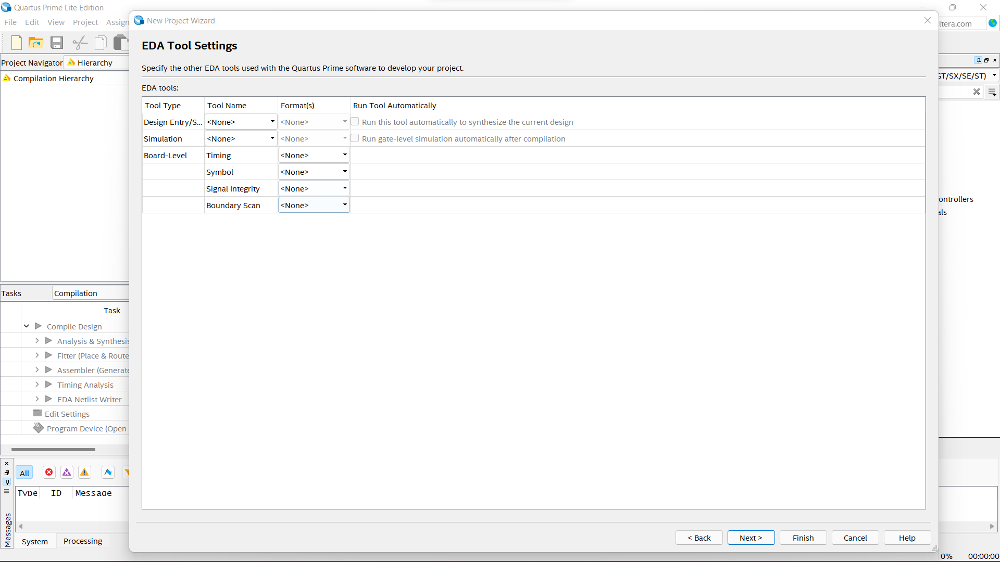 Quartus Prime Lite Edition
File Edit View Project Assign
ltera.com
New Project Wizard
EDA Tool Settings
Specify the other EDA tools used with the Quartus Prime software to develop your project.
EDA tools:
Tool Type Tool Name Format(s) Run Tool Automatically
Design Entry/S... <None> <None> Run this tool automatically to synthesize the current design
Simulation <None> <None> Run gate-level simulation automatically after compilation
Board-Level Timing <None>
Symbol <None>
Signal Integrity <None>
Boundary Scan <None>
< Back Next > Finish Cancel Help
Project Navigator Hierarchy
Compilation Hierarchy
GT/SX/SE/ST)
ontrollers
als
Tasks Compilation
Task
Compile Design
Analysis & Synthesis
Fitter (Place & Route
Assembler (Generate
Timing Analysis
EDA Netlist Writer
Edit Settings
Program Device (Open
All
Type ID Message
Messages
System Processing
0% 00:00:00